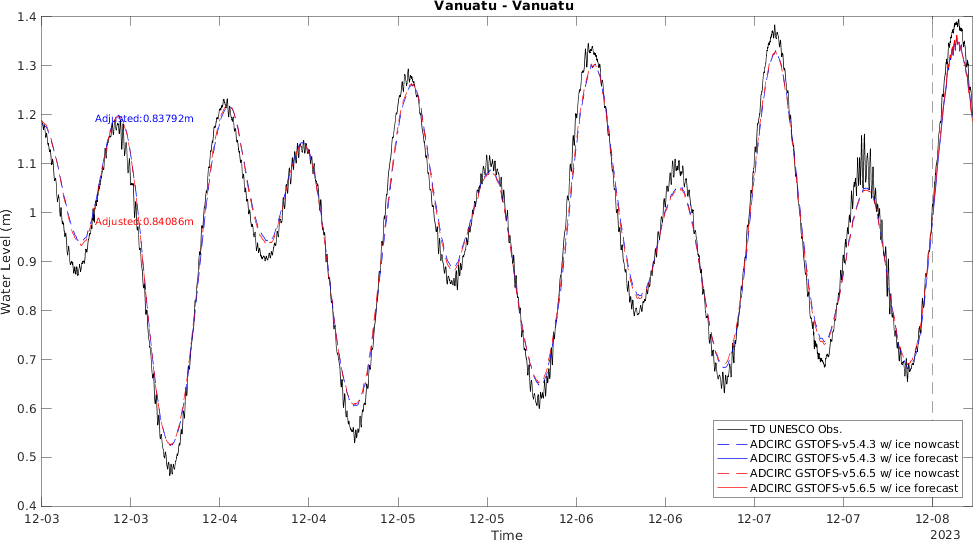 Vanuatu - Vanuatu
1.4
1.3
1.2
1.1
1
0.9
0.8
0.7
0.6
0.5
0.4
Water Level (m)
Adjusted:0.83792m
Adjusted:0.84086m
TD UNESCO Obs.
ADCIRC GSTOFS-v5.4.3 w/ ice nowcast
ADCIRC GSTOFS-v5.4.3 w/ ice forecast
ADCIRC GSTOFS-v5.6.5 w/ ice nowcast
ADCIRC GSTOFS-v5.6.5 w/ ice forecast
12-03 12-03 12-04 12-04 12-05 12-05 12-06 12-06 12-07 12-07 12-08
2023
Time